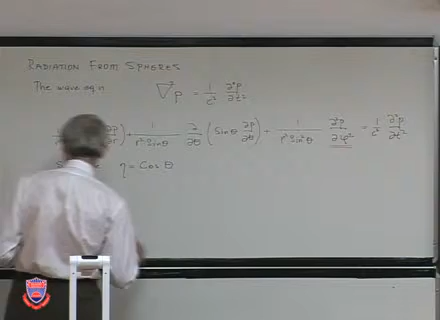 RADIATION FROM SPHERES
The wave eqn ∇²p = 1/c² ∂²p/∂t²
∂p/∂r) + 1/(r² sinθ) ∂/∂θ (sinθ ∂p/∂θ) + 1/(r² sin²θ) ∂²p/∂φ² = 1/c² ∂²p/∂t²
η = Cos θ